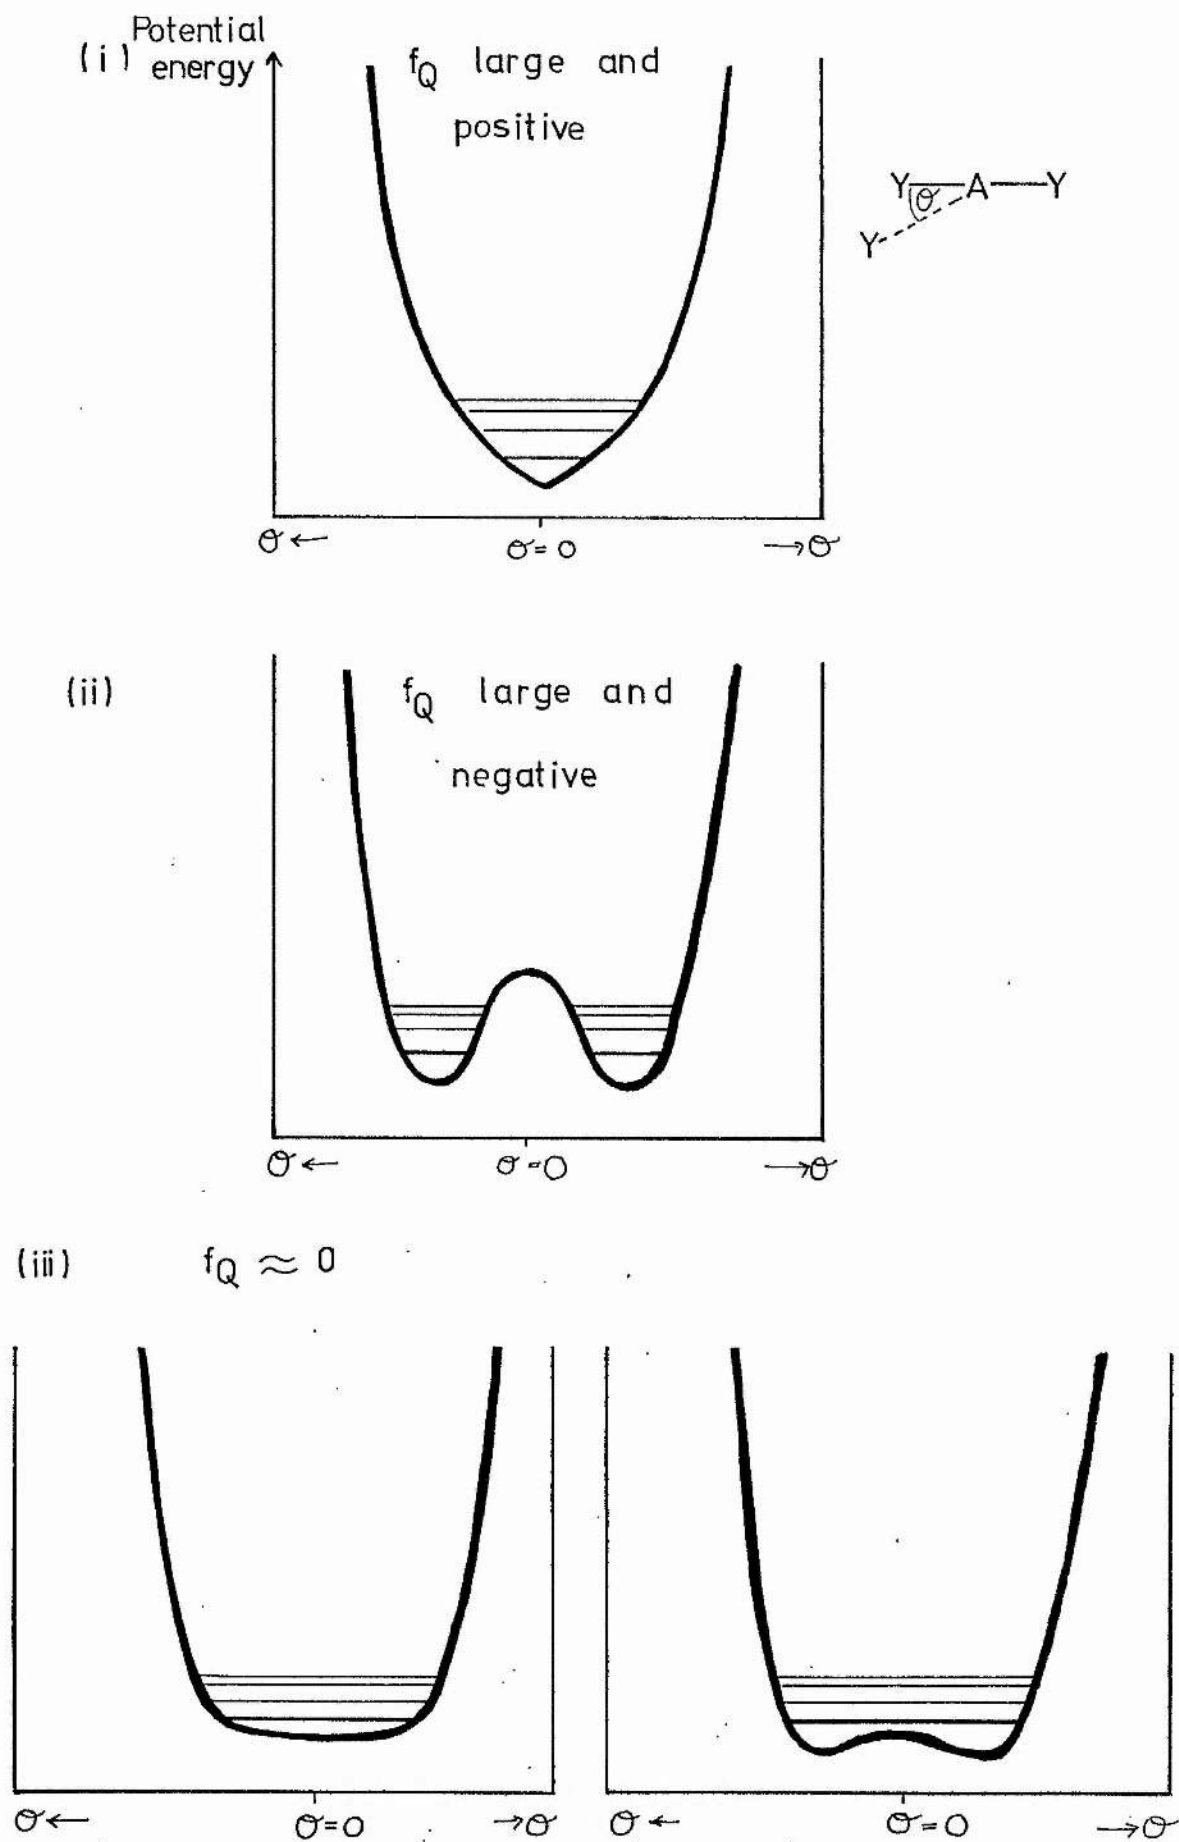 (i) Potential
energy
f_Q large and
positive
Y—A—Y
θ
Y
θ← θ=0 →θ
(ii)
f_Q large and
negative
θ← θ=0 →θ
(iii) f_Q ≈ 0
θ← θ=0 →θ
θ← θ=0 →θ